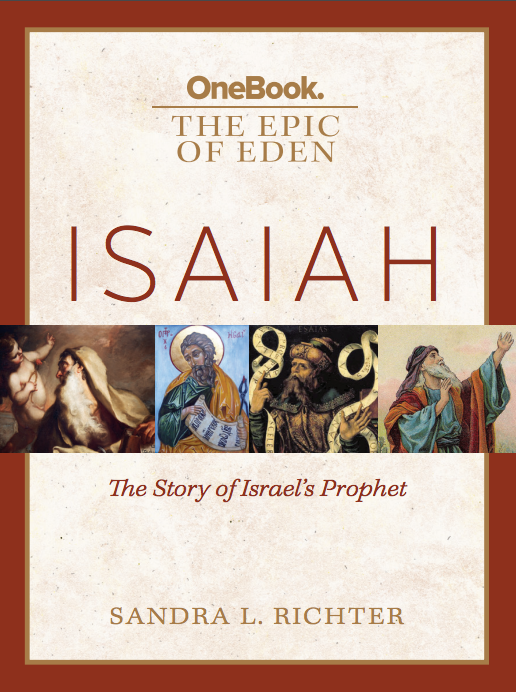 OneBook.
THE EPIC
OF EDEN
ISAIAH
The Story of Israel's Prophet
SANDRA L. RICHTER